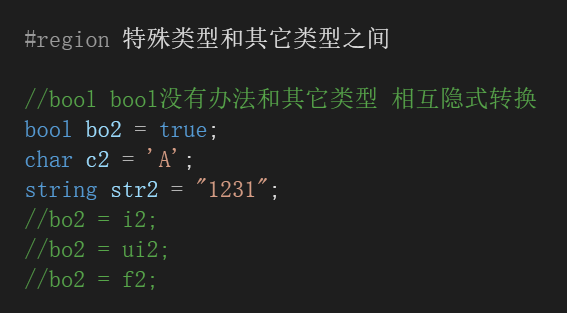 #region 特殊类型和其它类型之间
//bool bool没有办法和其它类型 相互隐式转换
bool bo2 = true;
char c2 = 'A';
string str2 = "1231";
//bo2 = i2;
//bo2 = ui2;
//bo2 = f2;